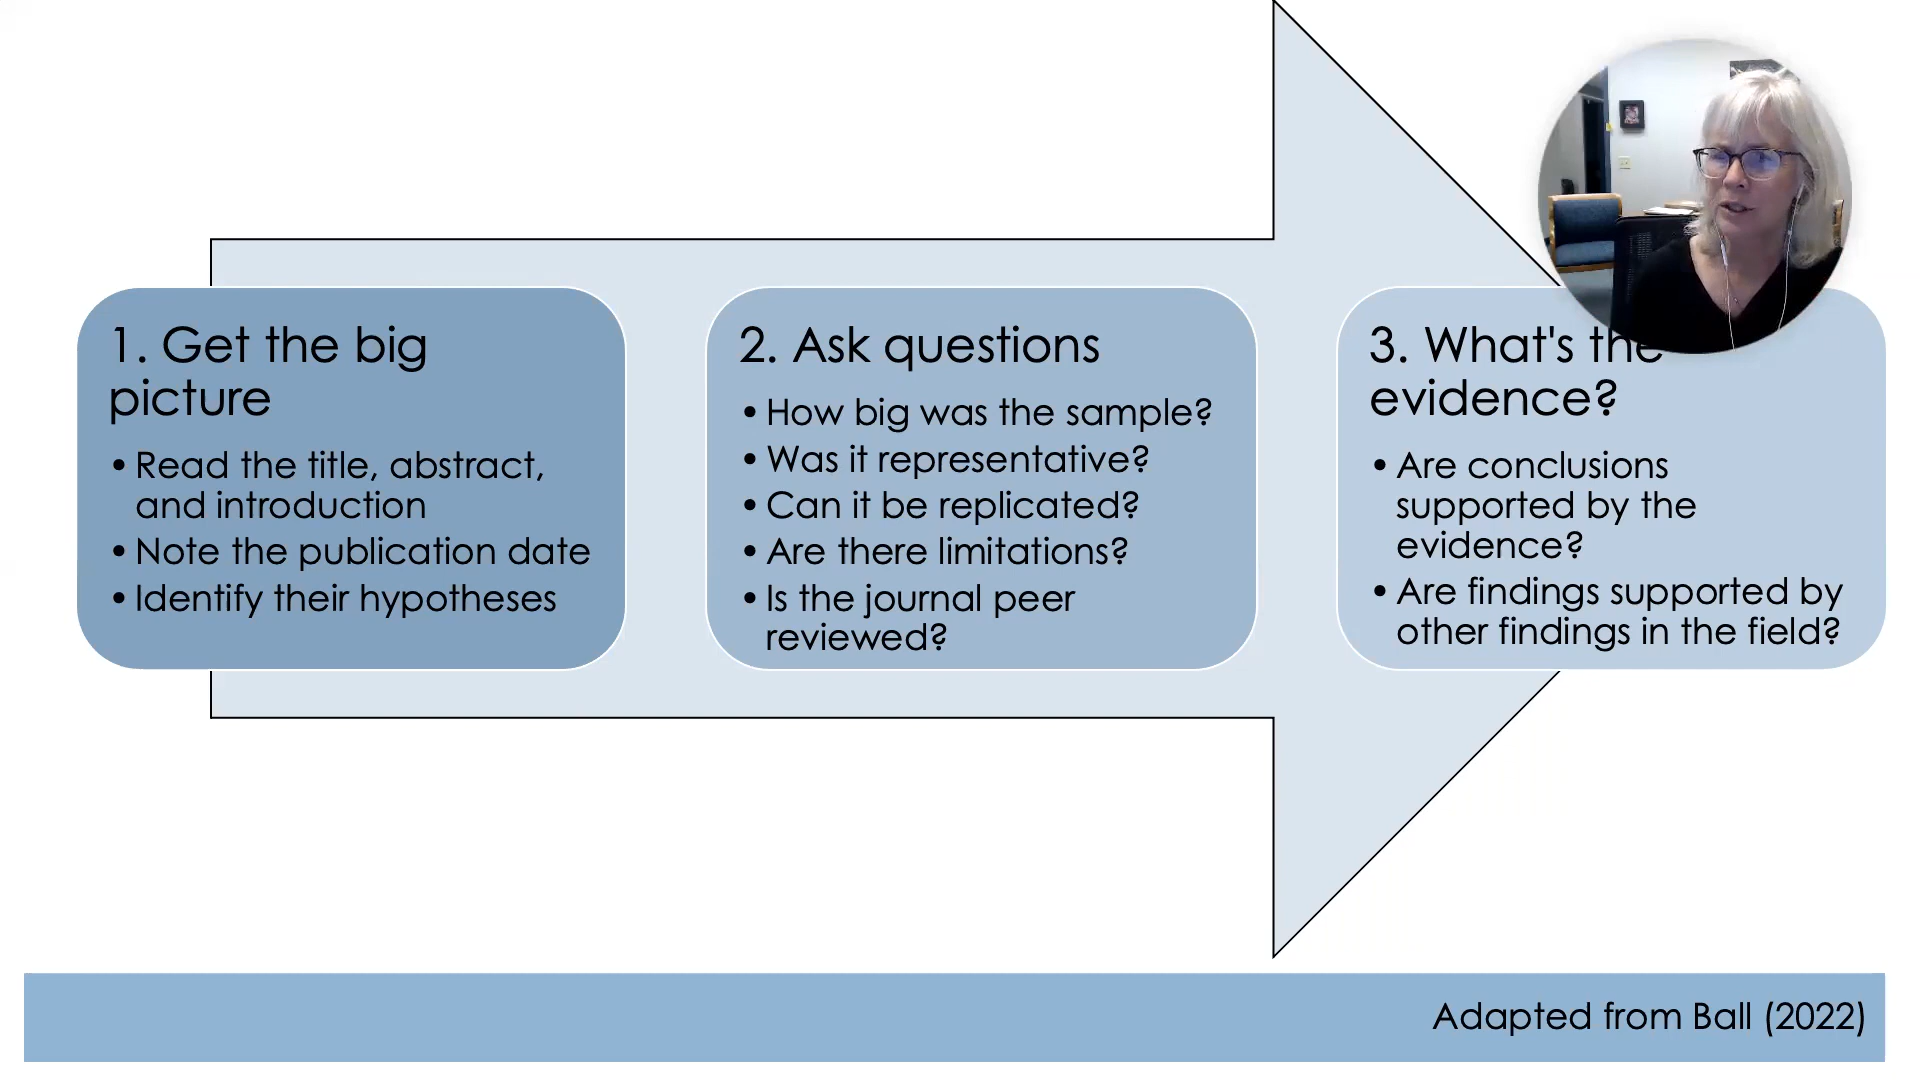 1. Get the big
picture
• Read the title, abstract,
and introduction
• Note the publication date
• Identify their hypotheses
2. Ask questions
• How big was the sample?
• Was it representative?
• Can it be replicated?
• Are there limitations?
• Is the journal peer
reviewed?
3. What's the
evidence?
• Are conclusions
supported by the
evidence?
• Are findings supported by
other findings in the field?
Adapted from Ball (2022)